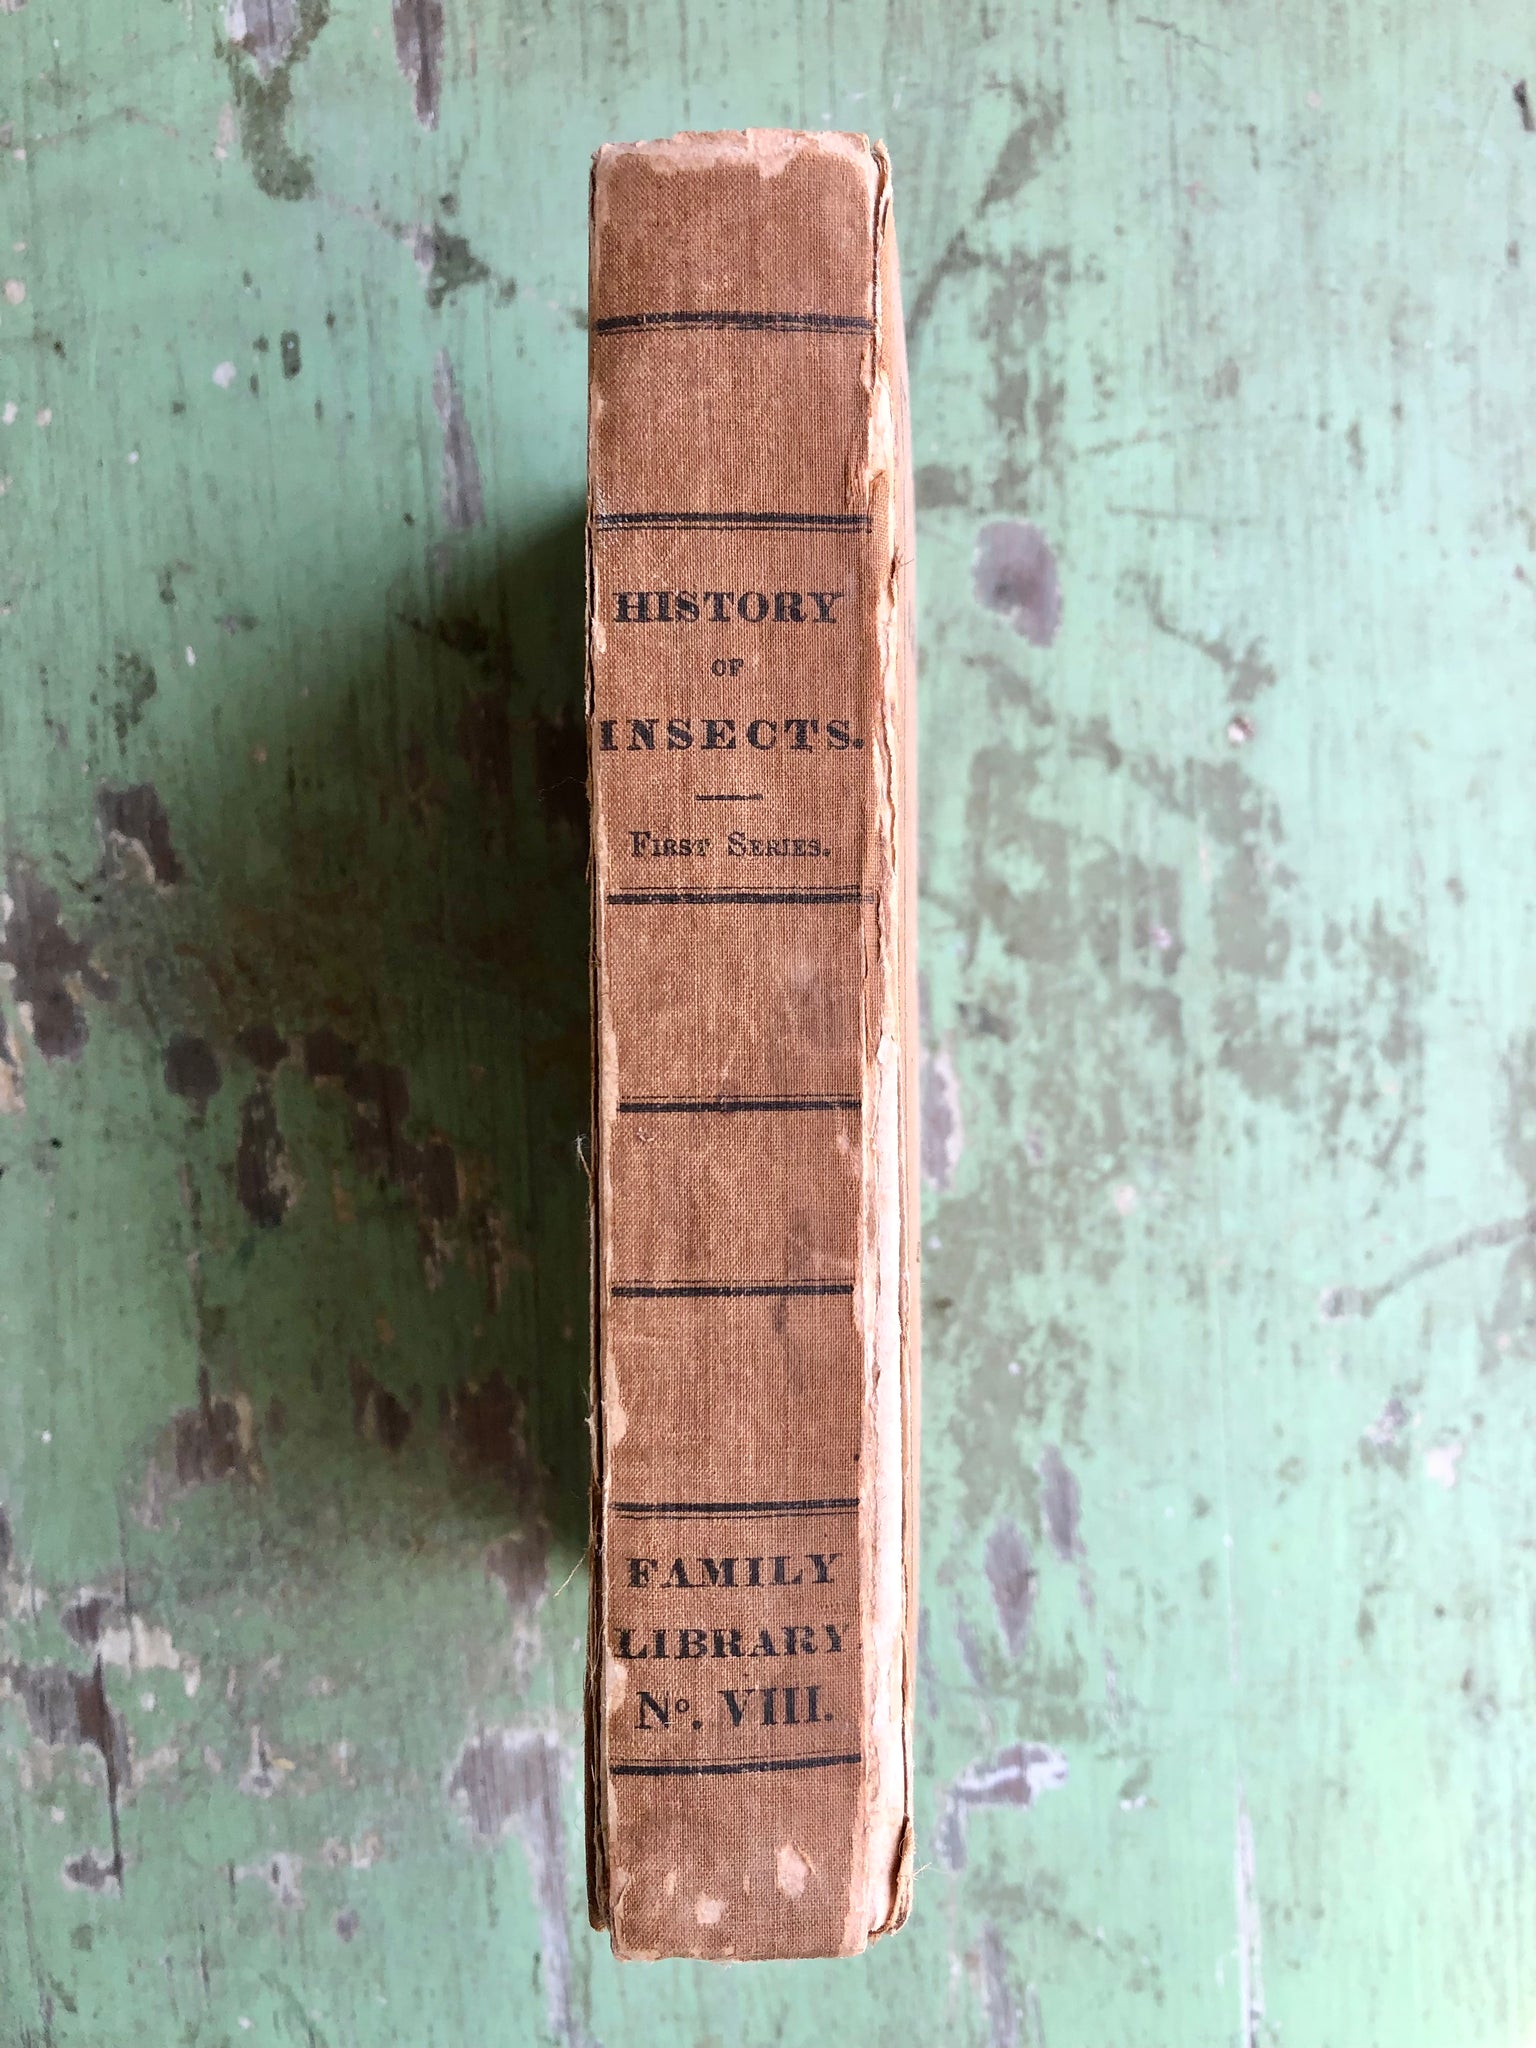 HISTORY
OF
INSECTS.
FIRST SERIES.
FAMILY
LIBRARY.
No. VIII.